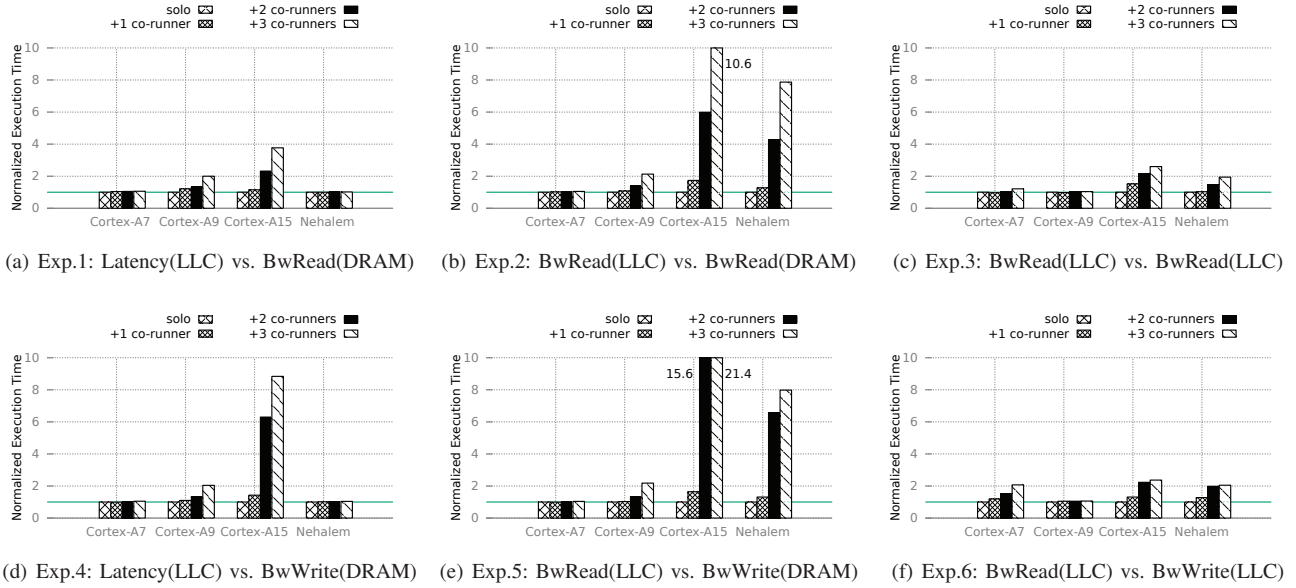 solo
+1 co-runner
+2 co-runners
+3 co-runners
Normalized Execution Time
10
8
6
4
2
0
10.6
Cortex-A7 Cortex-A9 Cortex-A15 Nehalem
(a) Exp.1: Latency(LLC) vs. BwRead(DRAM)
solo
+1 co-runner
+2 co-runners
+3 co-runners
Normalized Execution Time
10
8
6
4
2
0
Cortex-A7 Cortex-A9 Cortex-A15 Nehalem
(b) Exp.2: BwRead(LLC) vs. BwRead(DRAM)
solo
+1 co-runner
+2 co-runners
+3 co-runners
Normalized Execution Time
10
8
6
4
2
0
Cortex-A7 Cortex-A9 Cortex-A15 Nehalem
(c) Exp.3: BwRead(LLC) vs. BwRead(LLC)
solo
+1 co-runner
+2 co-runners
+3 co-runners
Normalized Execution Time
10
8
6
4
2
0
Cortex-A7 Cortex-A9 Cortex-A15 Nehalem
(d) Exp.4: Latency(LLC) vs. BwWrite(DRAM)
solo
+1 co-runner
+2 co-runners
+3 co-runners
Normalized Execution Time
10
8
6
4
2
0
15.6
21.4
Cortex-A7 Cortex-A9 Cortex-A15 Nehalem
(e) Exp.5: BwRead(LLC) vs. BwWrite(DRAM)
solo
+1 co-runner
+2 co-runners
+3 co-runners
Normalized Execution Time
10
8
6
4
2
0
Cortex-A7 Cortex-A9 Cortex-A15 Nehalem
(f) Exp.6: BwRead(LLC) vs. BwWrite(LLC)